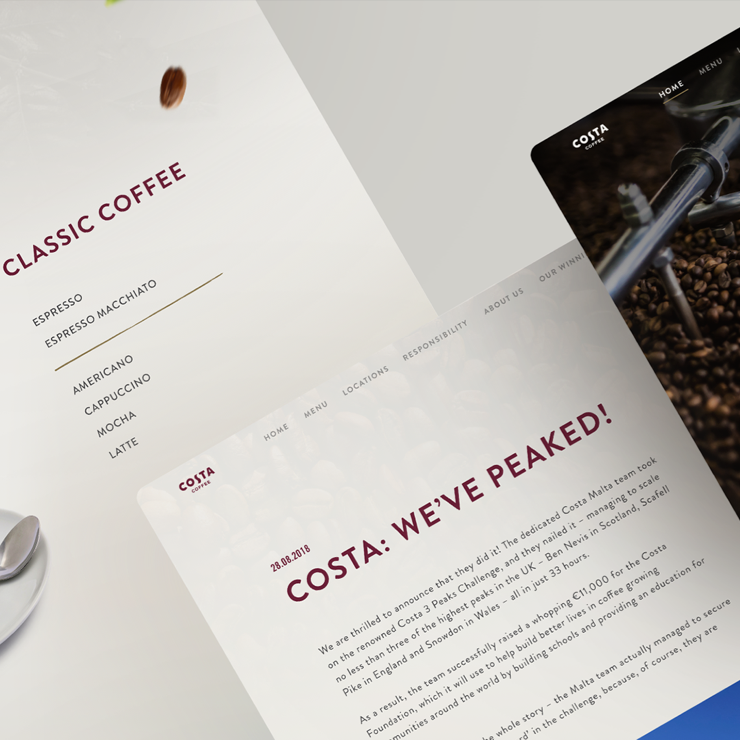 CLASSIC COFFEE
ESPRESSO
ESPRESSO MACCHIATO
AMERICANO
CAPPUCCINO
MOCHA
LATTE
HOME
MENU
COSTA
COFFEE
HOME
MENU
LOCATIONS
RESPONSIBILITY
ABOUT US
OUR WINNI
COSTA
COFFEE
28.08.2018
COSTA: WE'VE PEAKED!
We are thrilled to announce that they did it! The dedicated Costa Malta team took
on the renowned Costa 3 Peaks Challenge, and they nailed it – managing to scale
no less than three of the highest peaks in the UK – Ben Nevis in Scotland, Scafell
Pike in England and Snowdon in Wales – all in just 33 hours.
As a result, the team successfully raised a whopping €11,000 for the Costa
Foundation, which it will use to help build better lives in coffee growing
munities around the world by building schools and providing an education for
he whole story – the Malta team actually managed to secure
rd' in the challenge, because, of course, they are